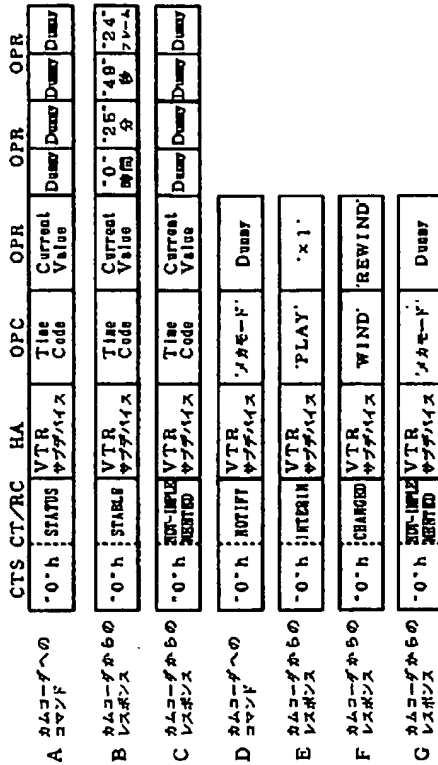 CTS CT/RC HA OPC OPR OPR OPR
A カムコーダへの コマンド "0"h STATUS VTR サブデバイス Time Code Current Value Dummy Dummy Dummy Dummy
B カムコーダからの レスポンス "0"h STABLE VTR サブデバイス Time Code Current Value "0" 時間 "25" 分 "49" 秒 "24" フレーム
C カムコーダからの レスポンス "0"h NOT-IMPLE MENTED VTR サブデバイス Time Code Current Value Dummy Dummy Dummy Dummy
D カムコーダへの コマンド "0"h NOTIFY VTR サブデバイス 'メカモード' Dummy
E カムコーダからの レスポンス "0"h INTERIM VTR サブデバイス 'PLAY' '×1'
F カムコーダからの レスポンス "0"h CHANGED VTR サブデバイス 'WIND' 'REWIND'
G カムコーダからの レスポンス "0"h NOT-IMPLE MENTED VTR サブデバイス 'メカモード' Dummy